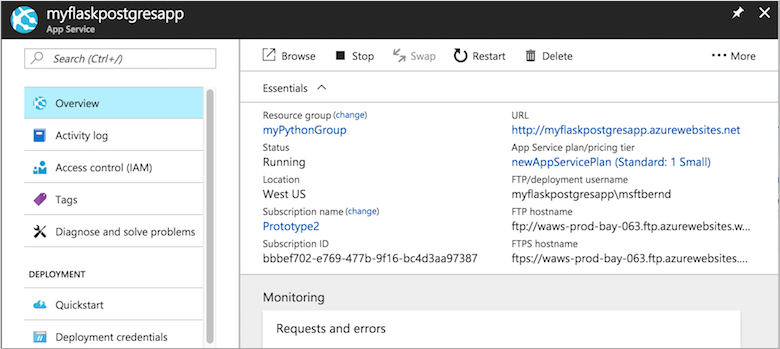 myflaskpostgresapp
App Service
Search (Ctrl+/)
Overview
Activity log
Access control (IAM)
Tags
Diagnose and solve problems
DEPLOYMENT
Quickstart
Deployment credentials
Browse Stop Swap Restart Delete ••• More
Essentials
Resource group (change)
myPythonGroup
Status
Running
Location
West US
Subscription name (change)
Prototype2
Subscription ID
bbbef702-e769-477b-9f16-bc4d3aa97387
URL
http://myflaskpostgresapp.azurewebsites.net
App Service plan/pricing tier
newAppServicePlan (Standard: 1 Small)
FTP/deployment username
myflaskpostgresapp\msftbernd
FTP hostname
ftp://waws-prod-bay-063.ftp.azurewebsites.w...
FTPS hostname
ftps://waws-prod-bay-063.ftp.azurewebsites....
Monitoring
Requests and errors